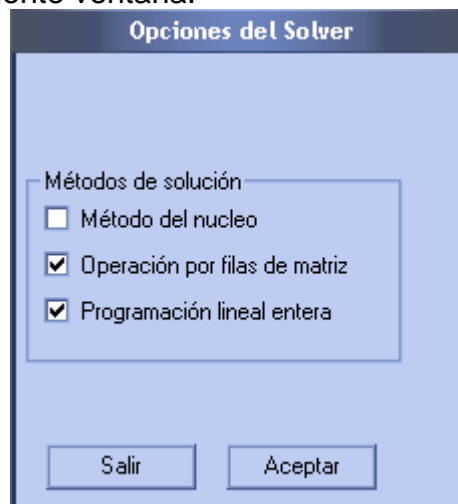 ventana.
Opciones del Solver
Métodos de solución
Método del nucleo
Operación por filas de matriz
Programación lineal entera
Salir Aceptar